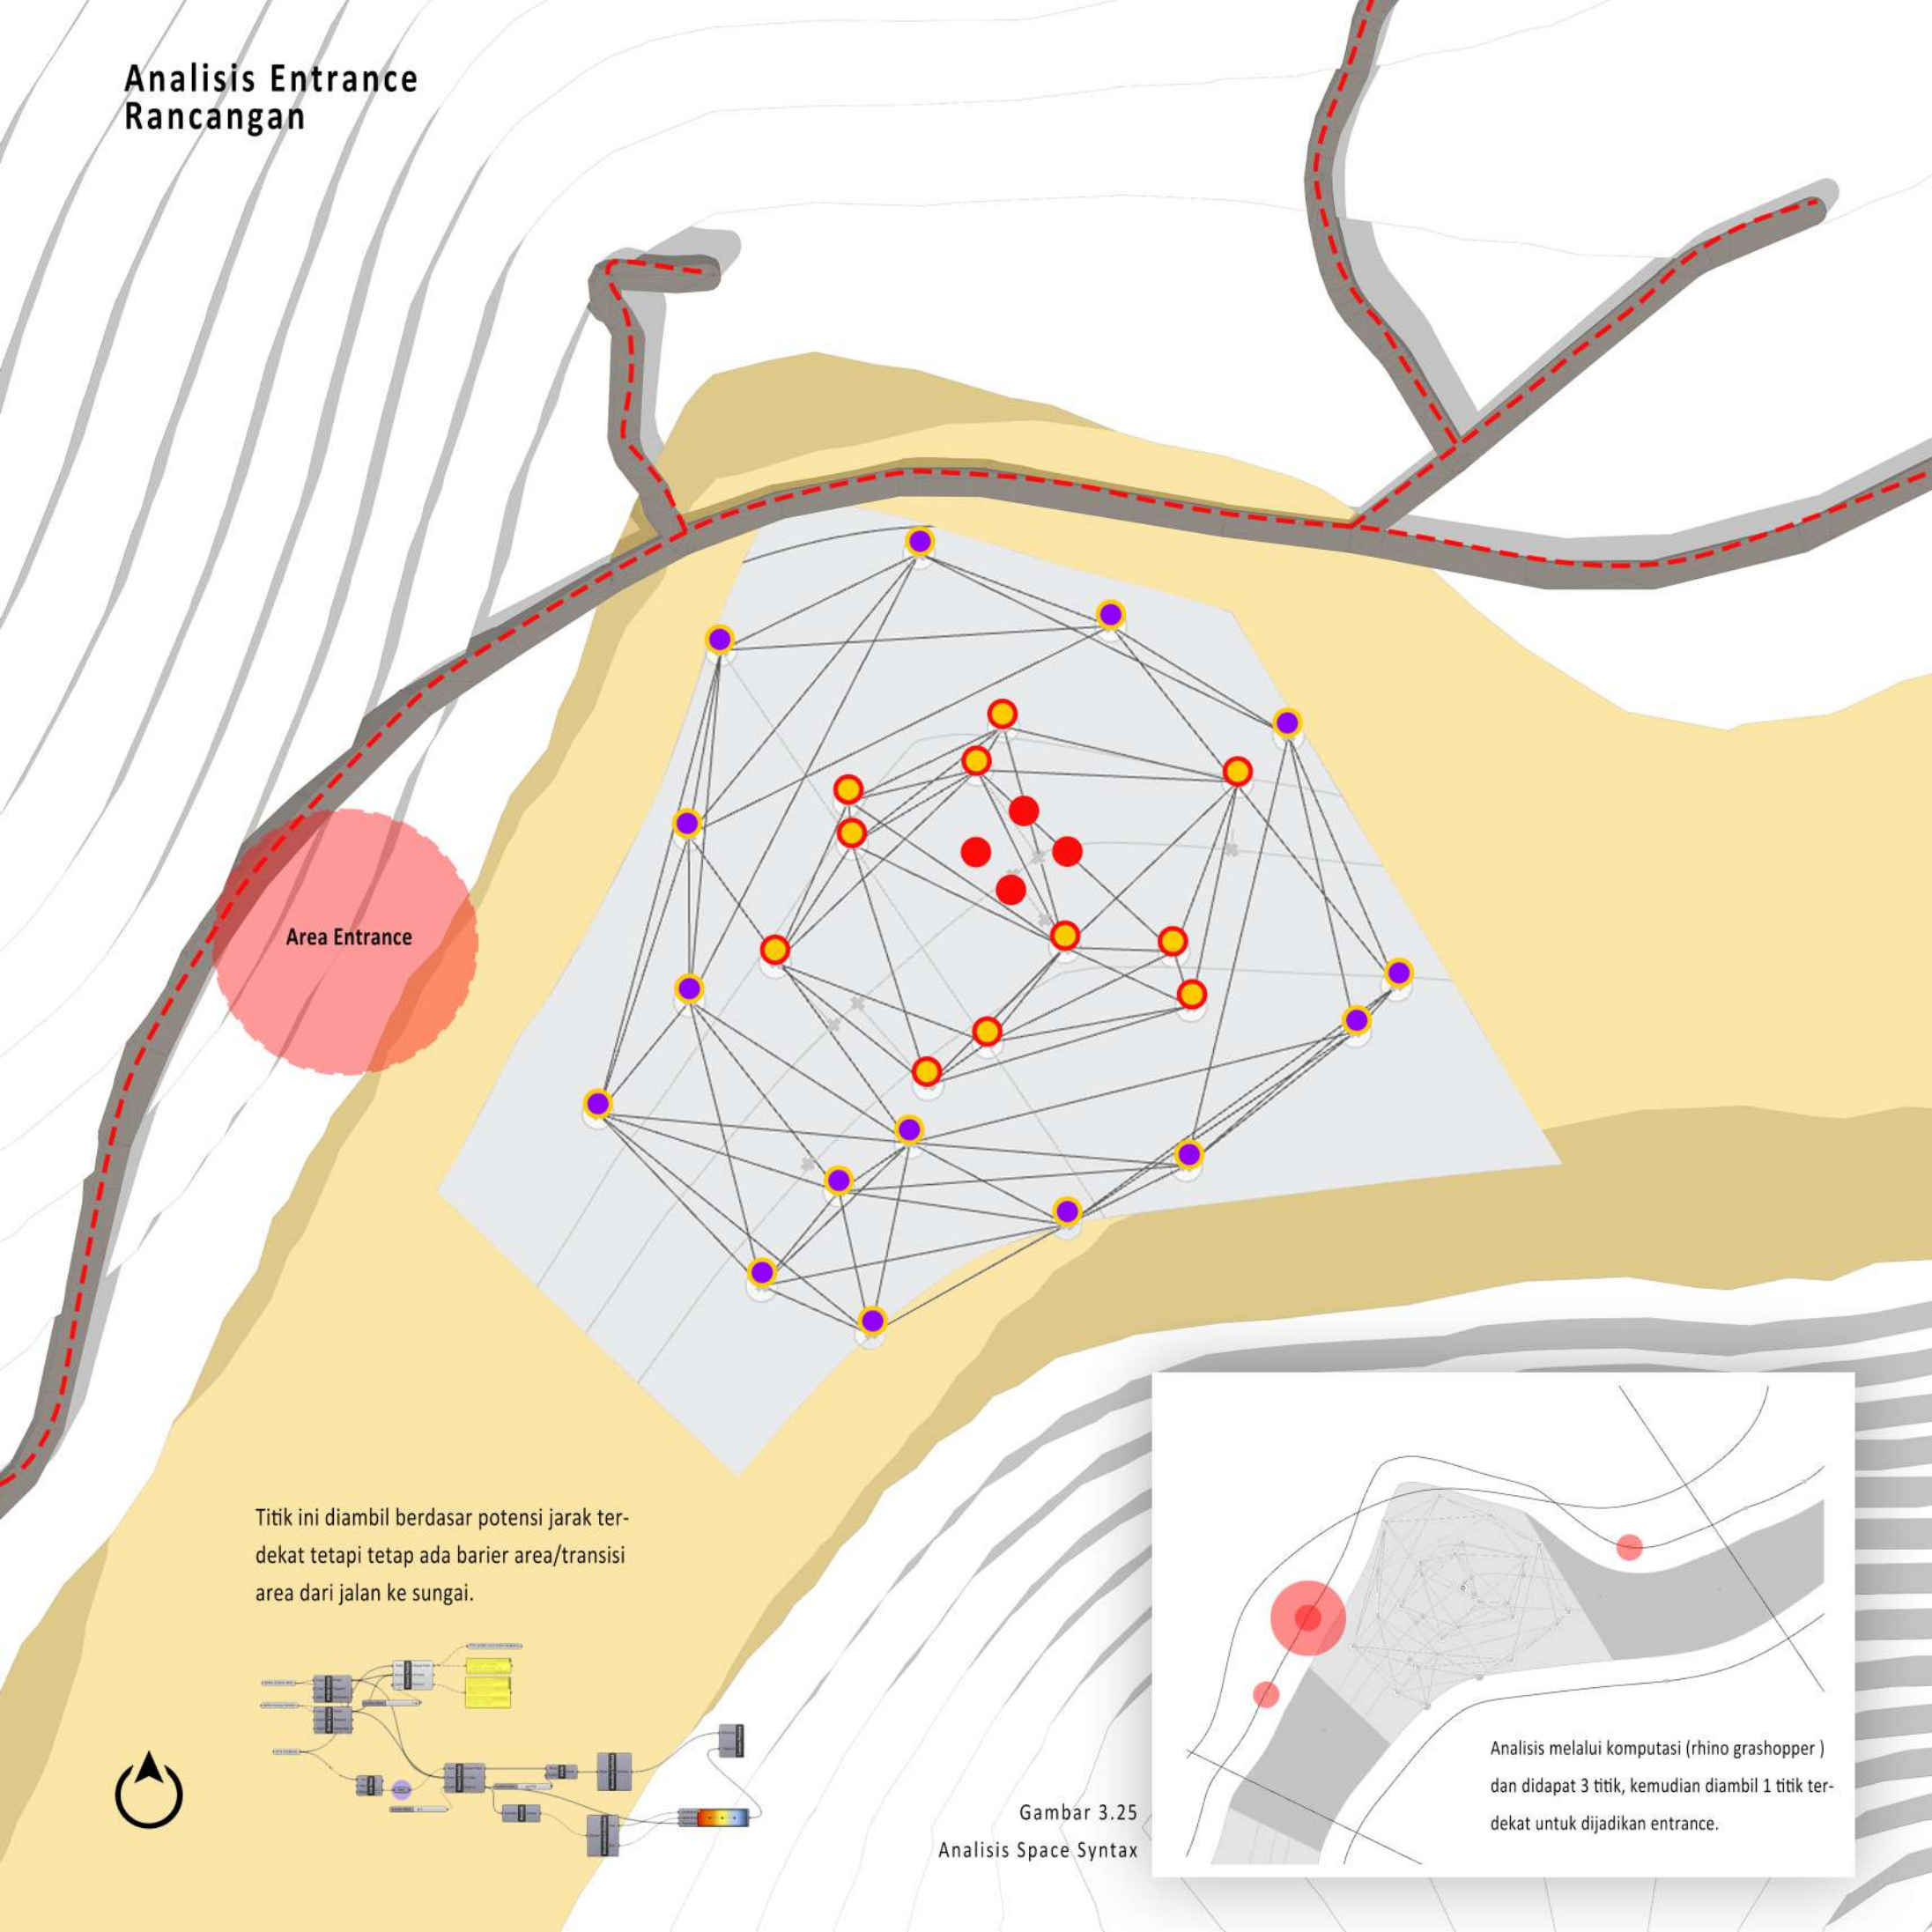 Analisis Entrance
Rancangan
Area Entrance
Titik ini diambil berdasar potensi jarak ter-
dekat tetapi tetap ada barier area/transisi
area dari jalan ke sungai.
Gambar 3.25
Analisis Space Syntax
Analisis melalui komputasi (rhino grashopper )
dan didapat 3 titik, kemudian diambil 1 titik ter-
dekat untuk dijadikan entrance.